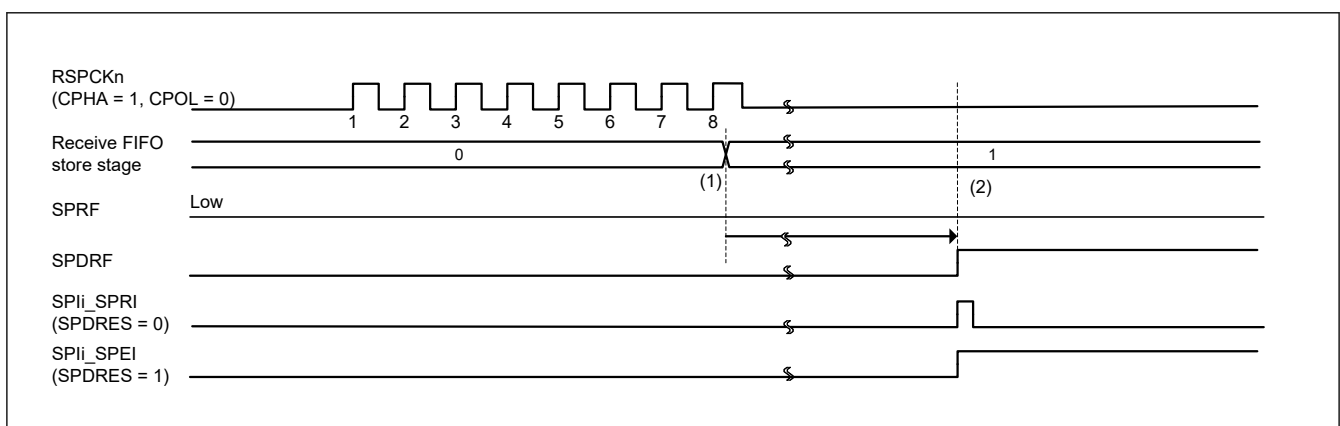 RSPCKn
(CPHA = 1, CPOL = 0)
1 2 3 4 5 6 7 8
Receive FIFO
store stage
0 1
(1)
(2)
SPRF
Low
SPDRF
SPIi_SPRI
(SPDRES = 0)
SPIi_SPEI
(SPDRES = 1)